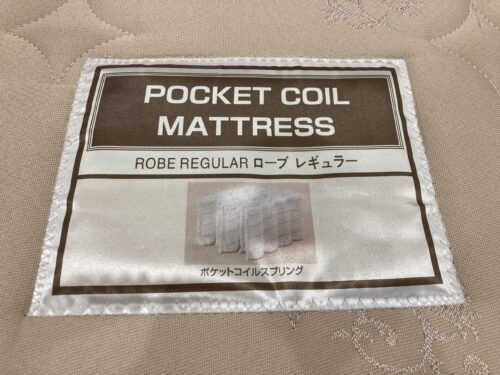 POCKET COIL
MATTRESS
ROBE REGULAR ローブ レギュラー
ポケットコイルスプリング